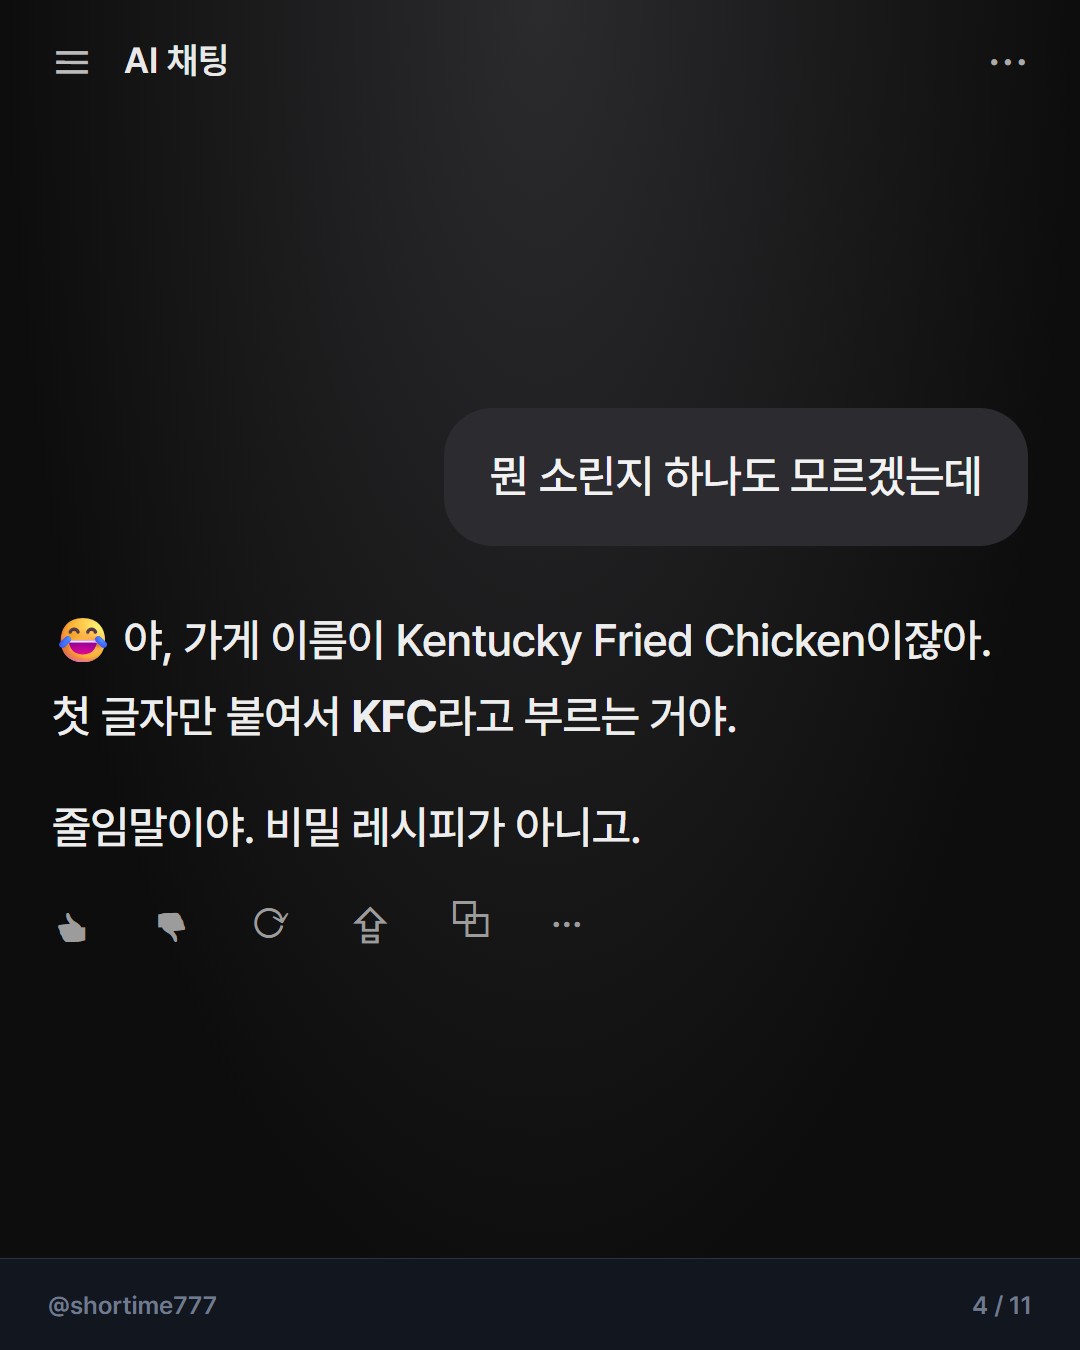 AI 채팅
뭔 소린지 하나도 모르겠는데
😂 야, 가게 이름이 Kentucky Fried Chicken이잖아.
첫 글자만 붙여서 KFC라고 부르는 거야.
줄임말이야. 비밀 레시피가 아니고.
@shortime777
4 / 11